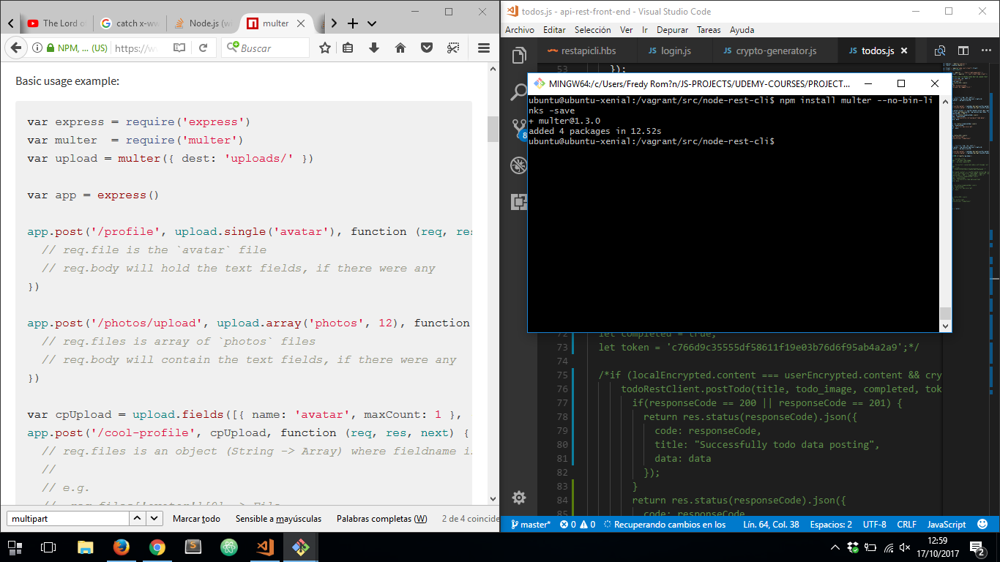 The Lord o
catch x-ww
Node.js (w
multer
NPM, ... (US)
https://w
Buscar
Basic usage example:
var express = require('express')
var multer  = require('multer')
var upload = multer({ dest: 'uploads/' })
var app = express()
app.post('/profile', upload.single('avatar'), function (req, res
// req.file is the `avatar` file
// req.body will hold the text fields, if there were any
})
app.post('/photos/upload', upload.array('photos', 12), function
// req.files is array of `photos` files
// req.body will contain the text fields, if there were any
})
var cpUpload = upload.fields([{ name: 'avatar', maxCount: 1 },
app.post('/cool-profile', cpUpload, function (req, res, next) {
// req.files is an object (String -> Array) where fieldname i
//
// e.g.
// req.files['avatar'][0] -> File
multipart
Marcar todo
Sensible a mayúsculas
Palabras completas (W)
2 de 4 coincide
todos.js - api-rest-front-end - Visual Studio Code
Archivo Editar Selección Ver Ir Depurar Tareas Ayuda
restapicli.hbs
JS login.js
JS crypto-generator.js
JS todos.js
53 });
MINGW64:/c/Users/Fredy Rom?n/JS-PROJECTS/UDEMY-COURSES/PROJECT...
ubuntu@ubuntu-xenial:/vagrant/src/node-rest-cli$ npm install multer --no-bin-li
nks -save
+ multer@1.3.0
added 4 packages in 12.52s
ubuntu@ubuntu-xenial:/vagrant/src/node-rest-cli$
8
72 let completed = true,
73 let token = 'c766d9c35555df58611f19e03b76d6f95ab4a2a9';*/
74
75 /*if (localEncrypted.content === userEncrypted.content && cry
76 todoRestClient.postTodo(title, todo_image, completed, tok
77 if(responseCode == 200 || responseCode == 201) {
78 return res.status(responseCode).json({
79 code: responseCode,
80 title: "Successfully todo data posting",
81 data: data
82 });
83 }
84 return res.status(responseCode).json({
85 code: responseCode
master*
0
0
Recuperando cambios en los
Lín. 64, Col. 38
Espacios: 2
UTF-8
CRLF
JavaScript
12:59
17/10/2017
2